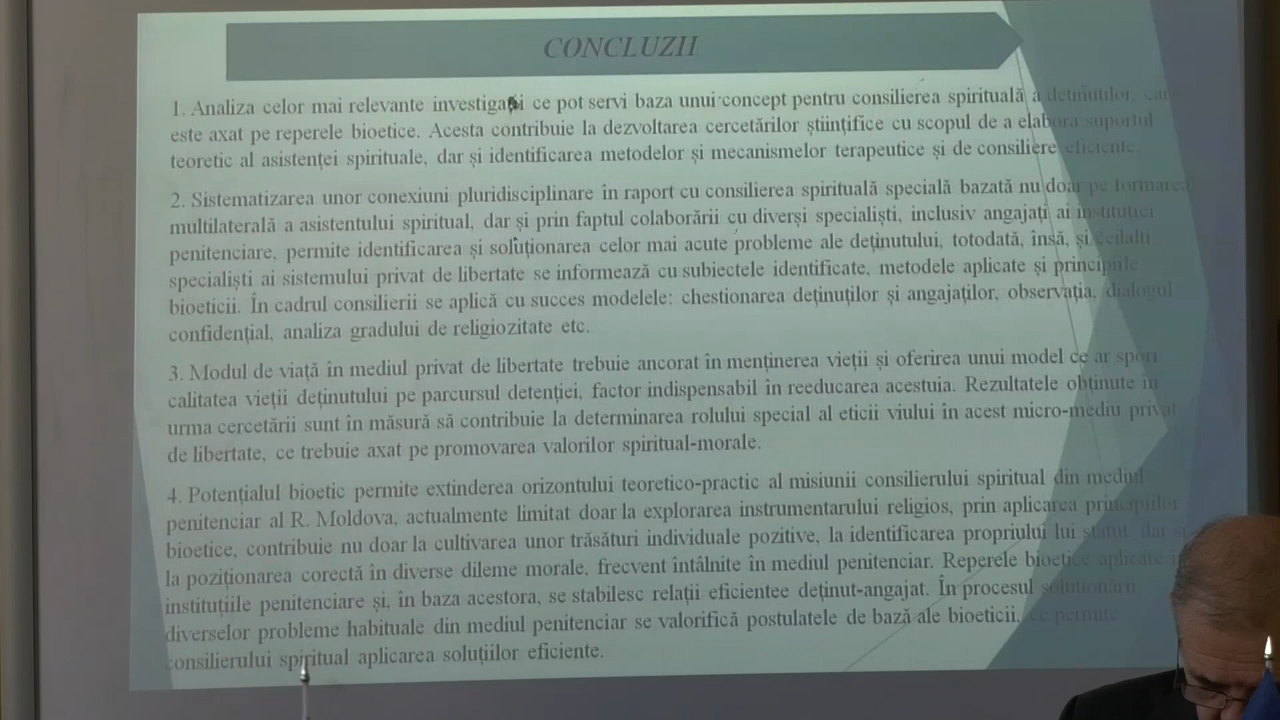 CONCLUZII
1. Analiza celor mai relevante investigații ce pot servi baza unui concept pentru consilierea spirituală a deținuților, care
este axat pe reperele bioetice. Acesta contribuie la dezvoltarea cercetărilor științifice cu scopul de a elabora suportul
teoretic al asistenței spirituale, dar și identificarea metodelor și mecanismelor terapeutice și de consiliere eficiente
2. Sistematizarea unor conexiuni pluridisciplinare în raport cu consilierea spirituală specială bazată nu doar pe formarea
multilaterală a asistentului spiritual, dar și prin faptul colaborării cu diverși specialiști, inclusiv angajați ai instituției
penitenciare, permite identificarea și soluționarea celor mai acute probleme ale deținutului, totodată, însă, și ceilalți
specialiști ai sistemului privat de libertate se informează cu subiectele identificate, metodele aplicate și principiile
bioeticii. În cadrul consilierii se aplică cu succes modelele: chestionarea deținuților și angajaților, observația, dialogul
confidențial, analiza gradului de religiozitate etc.
3. Modul de viață în mediul privat de libertate trebuie ancorat în menținerea vieții și oferirea unui model ce ar spori
calitatea vieții deținutului pe parcursul detenției, factor indispensabil în reeducarea acestuia. Rezultatele obținute în
urma cercetării sunt în măsură să contribuie la determinarea rolului special al eticii viului în acest micro-mediu privat
de libertate, ce trebuie axat pe promovarea valorilor spiritual-morale.
4. Potențialul bioetic permite extinderea orizontului teoretico-practic al misiunii consilierului spiritual din mediul
penitenciar al R. Moldova, actualmente limitat doar la explorarea instrumentarului religios, prin aplicarea principiilor
bioetice, contribuie nu doar la cultivarea unor trăsături individuale pozitive, la identificarea propriului lui statut, dar și
la poziționarea corectă în diverse dileme morale, frecvent întâlnite în mediul penitenciar. Reperele bioetice aplicate
instituțiile penitenciare și, în baza acestora, se stabilesc relații eficientee deținut-angajat. În procesul soluționării
diverselor probleme habituale din mediul penitenciar se valorifică postulatele de bază ale bioeticii, ce permite
consilierului spiritual aplicarea soluțiilor eficiente.